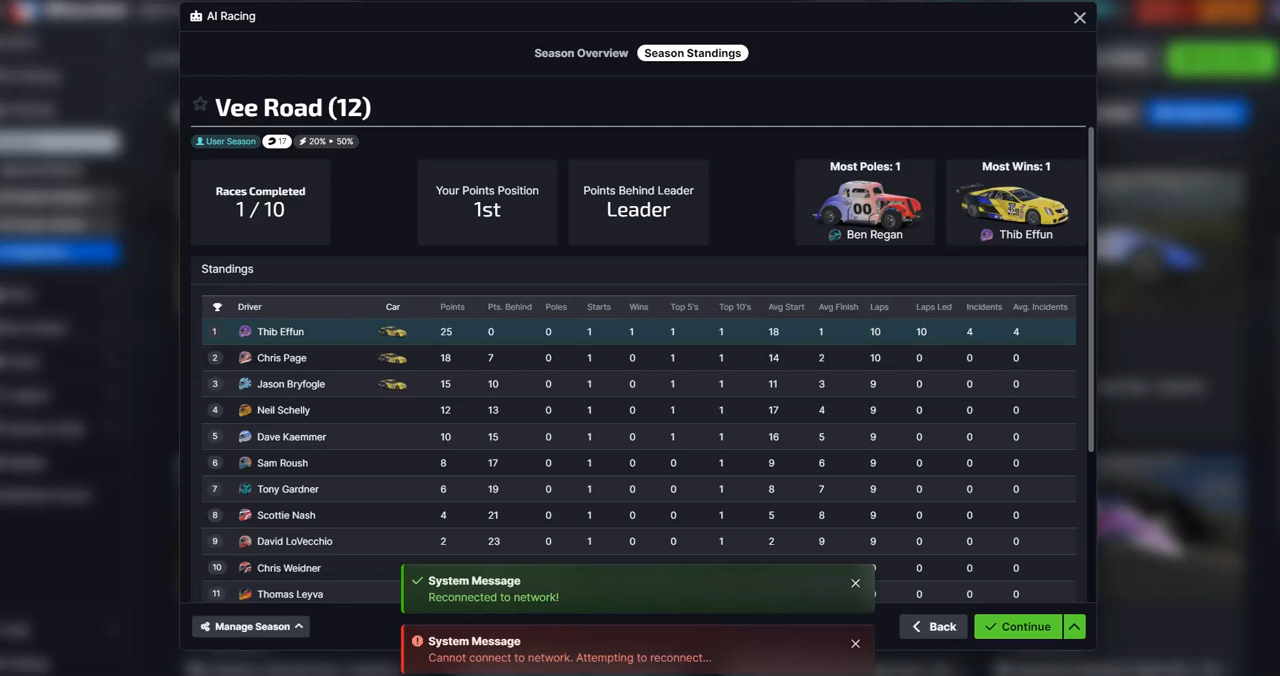 AI Racing
Season Overview Season Standings
Vee Road (12)
User Season 17 20% 50%
Races Completed
1 / 10
Your Points Position
1st
Points Behind Leader
Leader
Most Poles: 1
00
Ben Regan
Most Wins: 1
Thib Effun
Standings
Driver Car Points Pts. Behind Poles Starts Wins Top 5's Top 10's Avg Start Avg Finish Laps Laps Led Incidents Avg. Incidents
1 Thib Effun 25 0 0 1 1 1 1 18 1 10 10 4 4
2 Chris Page 18 7 0 1 0 1 1 14 2 10 0 0 0
3 Jason Bryfogle 15 10 0 1 0 1 1 11 3 9 0 0 0
4 Neil Schelly 12 13 0 1 0 1 1 17 4 9 0 0 0
5 Dave Kaemmer 10 15 0 1 0 1 1 16 5 9 0 0 0
6 Sam Roush 8 17 0 1 0 0 1 9 6 9 0 0 0
7 Tony Gardner 6 19 0 1 0 0 1 8 7 9 0 0 0
8 Scottie Nash 4 21 0 1 0 0 1 5 8 9 0 0 0
9 David LoVecchio 2 23 0 1 0 0 1 2 9 9 0 0 0
10 Chris Weidner 0 0 0
11 Thomas Leyva 0 0 0
System Message
Reconnected to network!
Manage Season
Back
Continue
System Message
Cannot connect to network. Attempting to reconnect...